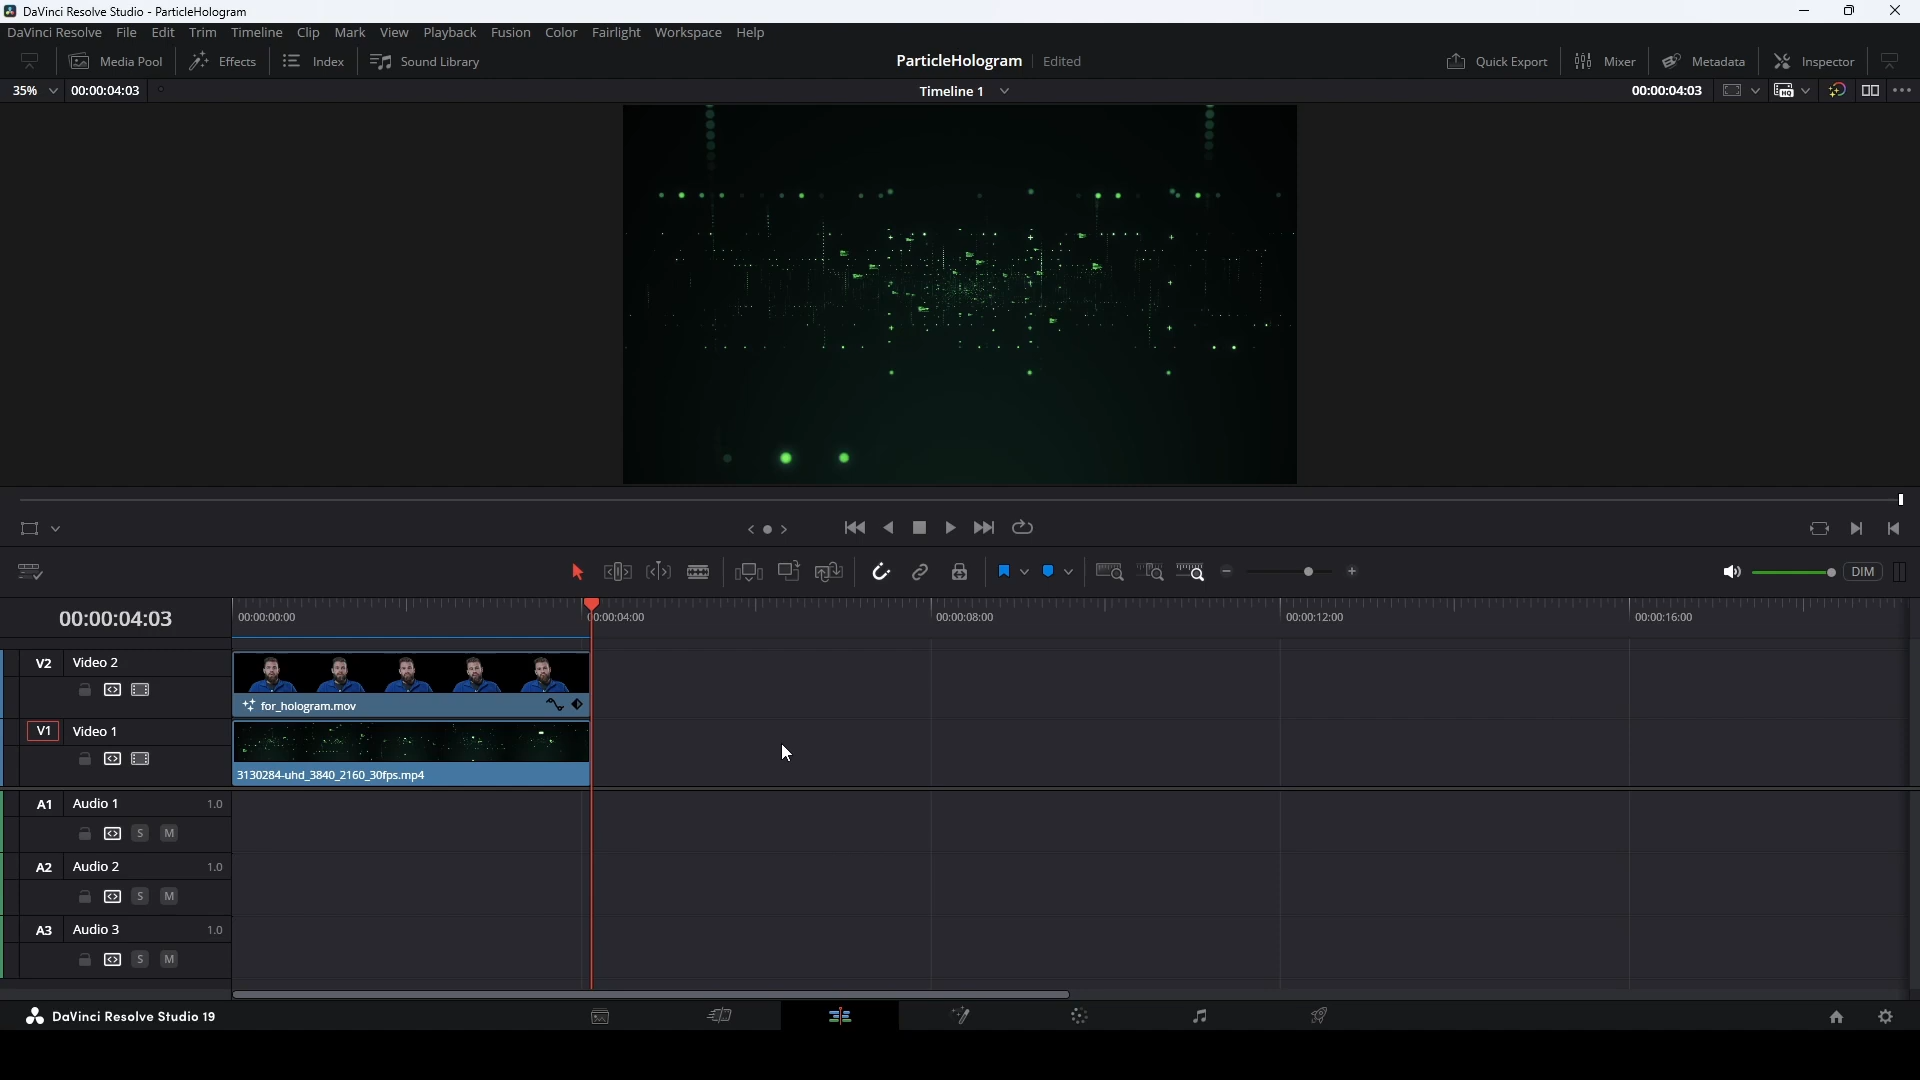 DaVinci Resolve Studio - ParticleHologram
DaVinci Resolve File Edit Trim Timeline Clip Mark View Playback Fusion Color Fairlight Workspace Help
Media Pool Effects Index Sound Library ParticleHologram Edited Quick Export Mixer Metadata Inspector
35% 00:00:04:03 Timeline 1 00:00:04:03 HQ
DIM
00:00:04:03 00:00:00:00 00:00:04:00 00:00:08:00 00:00:12:00 00:00:16:00
V2 Video 2
for_hologram.mov
V1 Video 1
3130284-uhd_3840_2160_30fps.mp4
A1 Audio 1 1.0
S M
A2 Audio 2 1.0
S M
A3 Audio 3 1.0
S M
DaVinci Resolve Studio 19